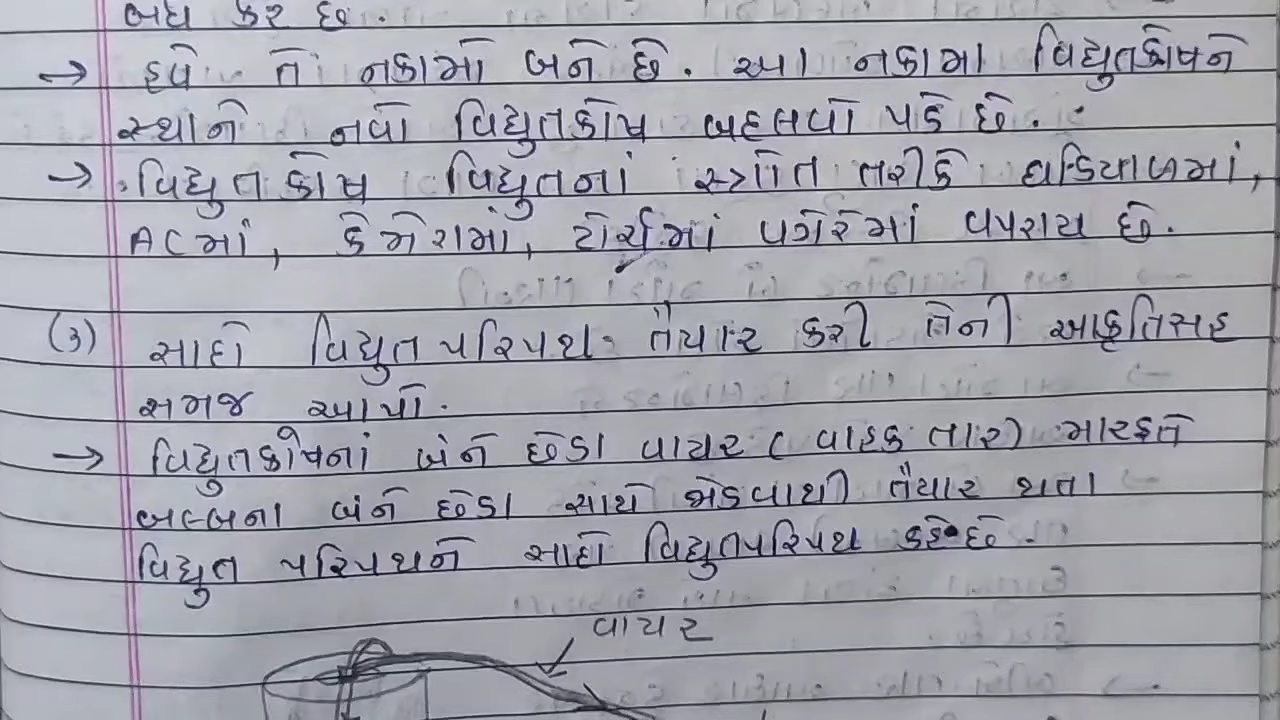 બંધ કરે છે.
→ હવે તે નકામો બને છે. આ નકામા વિદ્યુતકોષને
સ્થાને નવો વિદ્યુતકોષ બદલવો પડે છે.
→ વિદ્યુતકોષ વિદ્યુતનાં સ્ત્રોત તરીકે ઘડિયાળમાં,
ACમાં, કેમેરામાં, ટોર્ચમાં વગેરેમાં વપરાય છે.
(૩) સાદો વિદ્યુતપરિપથ તૈયાર કરી તેની આકૃતિસહ
સમજ આપો.
→ વિદ્યુતકોષનાં બંને છેડા વાયર (વાહક તાર) મારફતે
બલ્બના બંને છેડા સાથે જોડવાથી તૈયાર થતા
વિદ્યુત પરિપથને સાદો વિદ્યુતપરિપથ કહે છે.
વાયર